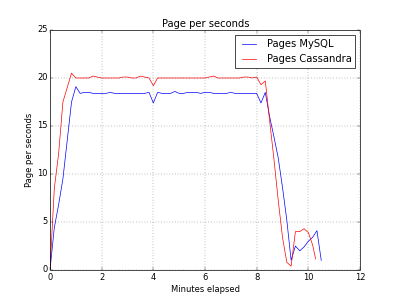 Page per seconds
Pages MySQL
Pages Cassandra
Page per seconds
25
20
15
10
5
0
0 2 4 6 8 10 12
Minutes elapsed